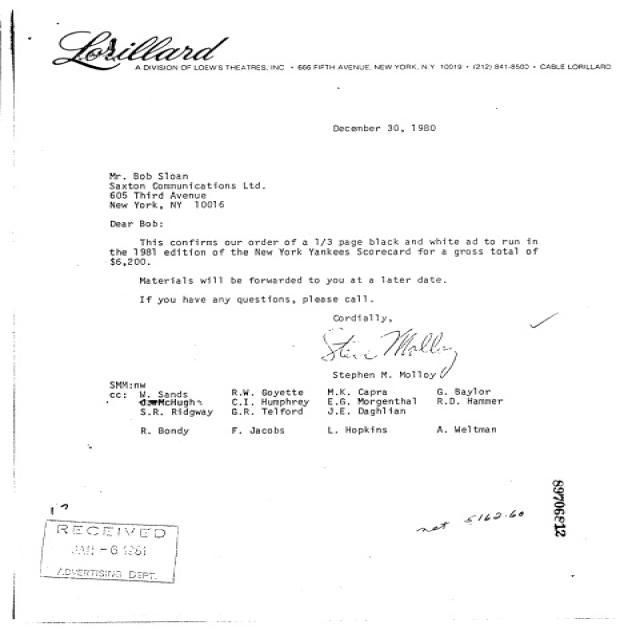 Lorillard
A DIVISION OF LOEW'S THEATRES, INC • 666 FIFTH AVENUE, NEW YORK, N.Y. 10019 • (212) 841-8500 • CABLE LORILLARD
December 30, 1980
Mr. Bob Sloan
Saxton Communications Ltd.
605 Third Avenue
New York, NY 10016
Dear Bob:
This confirms our order of a 1/3 page black and white ad to run in
the 1981 edition of the New York Yankees Scorecard for a gross total of
$6,200.
Materials will be forwarded to you at a later date.
If you have any questions, please call.
Cordially,
Steve Molloy
Stephen M. Molloy
SMM:nw
cc: W. Sands R.W. Goyette M.K. Capra G. Baylor
McHugh C.I. Humphrey E.G. Morgenthal R.D. Hammer
S.R. Ridgway G.R. Telford J.E. Daghlian
R. Bondy F. Jacobs L. Hopkins A. Weltman
net 5162.60
RECEIVED
JAN -6 1981
ADVERTISING DEPT.
89706812